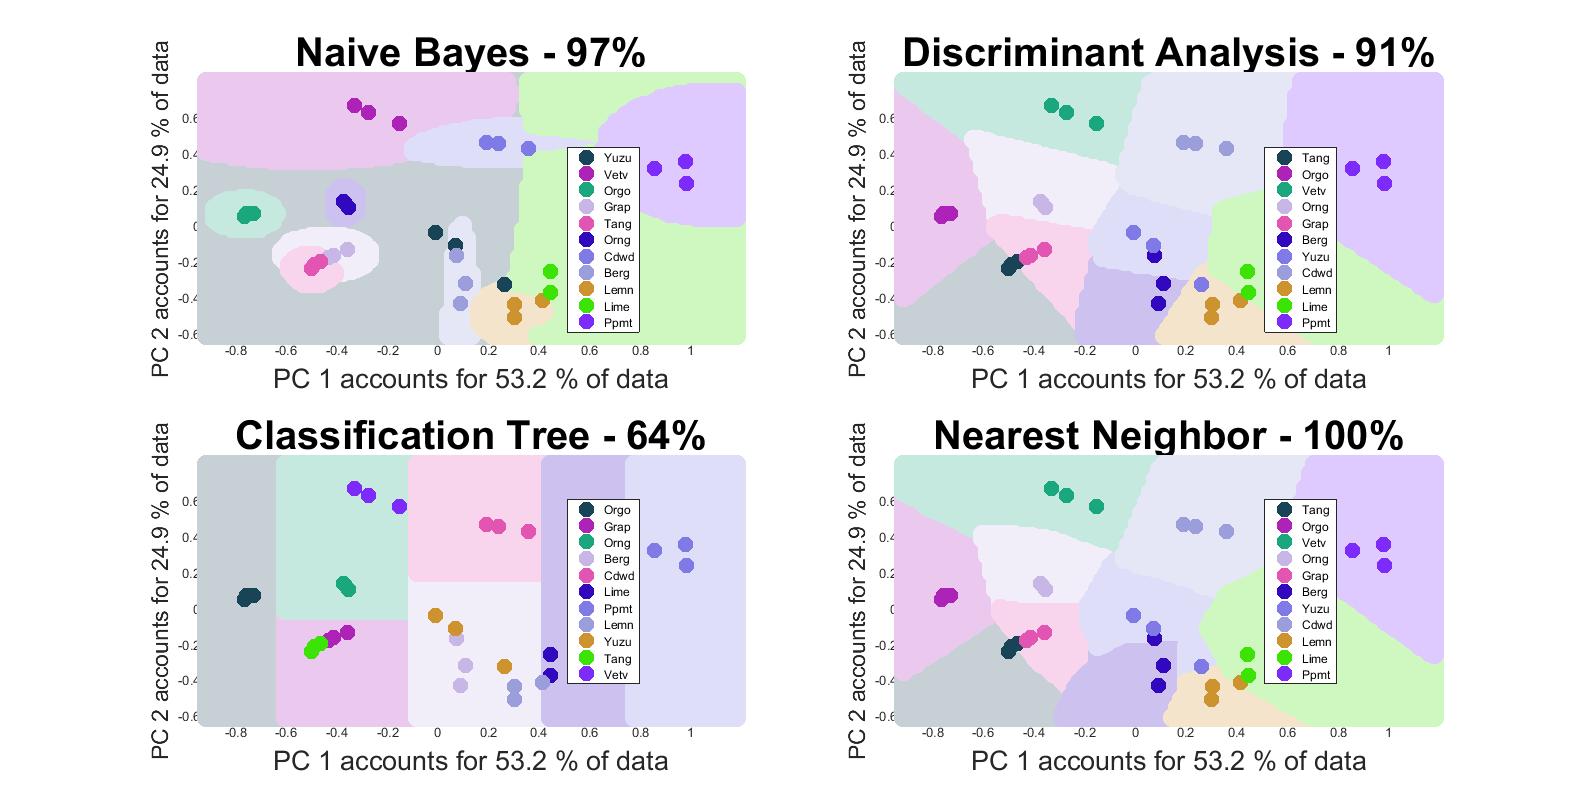 Naive Bayes - 97%
PC 2 accounts for 24.9 % of data
0.6
0.4
0.2
0
-0.2
-0.4
-0.6
-0.8 -0.6 -0.4 -0.2 0 0.2 0.4 0.6 0.8 1
PC 1 accounts for 53.2 % of data
Yuzu
Vetv
Orgo
Grap
Tang
Orng
Cdwd
Berg
Lemn
Lime
Ppmt
Discriminant Analysis - 91%
PC 2 accounts for 24.9 % of data
0.6
0.4
0.2
0
-0.2
-0.4
-0.6
-0.8 -0.6 -0.4 -0.2 0 0.2 0.4 0.6 0.8 1
PC 1 accounts for 53.2 % of data
Tang
Orgo
Vetv
Orng
Grap
Berg
Yuzu
Cdwd
Lemn
Lime
Ppmt
Classification Tree - 64%
PC 2 accounts for 24.9 % of data
0.6
0.4
0.2
0
-0.2
-0.4
-0.6
-0.8 -0.6 -0.4 -0.2 0 0.2 0.4 0.6 0.8 1
PC 1 accounts for 53.2 % of data
Orgo
Grap
Orng
Berg
Cdwd
Lime
Ppmt
Lemn
Yuzu
Tang
Vetv
Nearest Neighbor - 100%
PC 2 accounts for 24.9 % of data
0.6
0.4
0.2
0
-0.2
-0.4
-0.6
-0.8 -0.6 -0.4 -0.2 0 0.2 0.4 0.6 0.8 1
PC 1 accounts for 53.2 % of data
Tang
Orgo
Vetv
Orng
Grap
Berg
Yuzu
Cdwd
Lemn
Lime
Ppmt